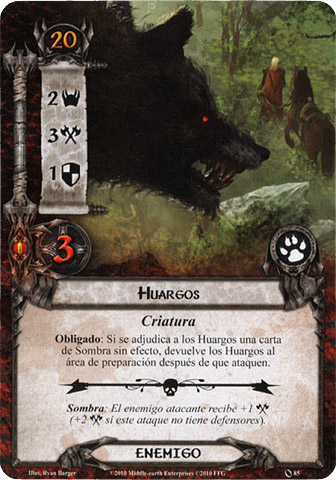 20
2
3
1
3
Huargos
Criatura
Obligado: Si se adjudica a los Huargos una carta
de Sombra sin efecto, devuelve los Huargos al
área de preparación después de que ataquen.
Sombra: El enemigo atacante recibe +1
(+2 si este ataque no tiene defensores).
ENEMIGO
Illus. Ryan Barger
©2010 Middle-earth Enterprises ©2010 FFG
85